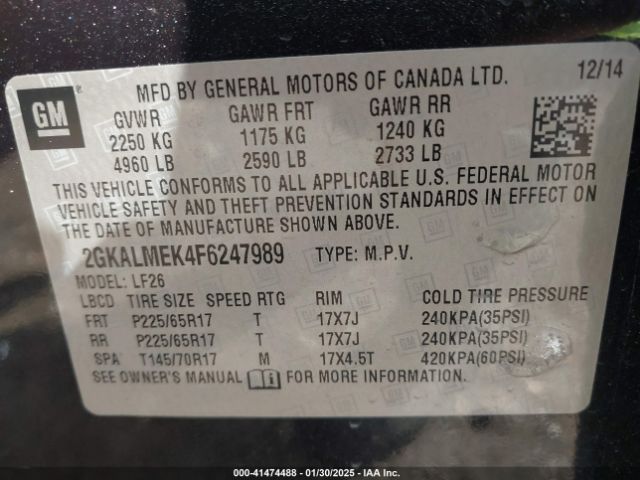 MFD BY GENERAL MOTORS OF CANADA LTD. 12/14
GM ®
GVWR GAWR FRT GAWR RR
2250 KG 1175 KG 1240 KG
4960 LB 2590 LB 2733 LB
THIS VEHICLE CONFORMS TO ALL APPLICABLE U.S. FEDERAL MOTOR
VEHICLE SAFETY AND THEFT PREVENTION STANDARDS IN EFFECT ON
THE DATE OF MANUFACTURE SHOWN ABOVE.
2GKALMEK4F6247989 TYPE: M.P.V.
MODEL: LF26
LBCD TIRE SIZE SPEED RTG RIM COLD TIRE PRESSURE
FRT P225/65R17 T 17X7J 240KPA(35PSI)
RR P225/65R17 T 17X7J 240KPA(35PSI)
SPA T145/70R17 M 17X4.5T 420KPA(60PSI)
SEE OWNER'S MANUAL i FOR MORE INFORMATION.
000-41474488 - 01/30/2025 - IAA Inc.